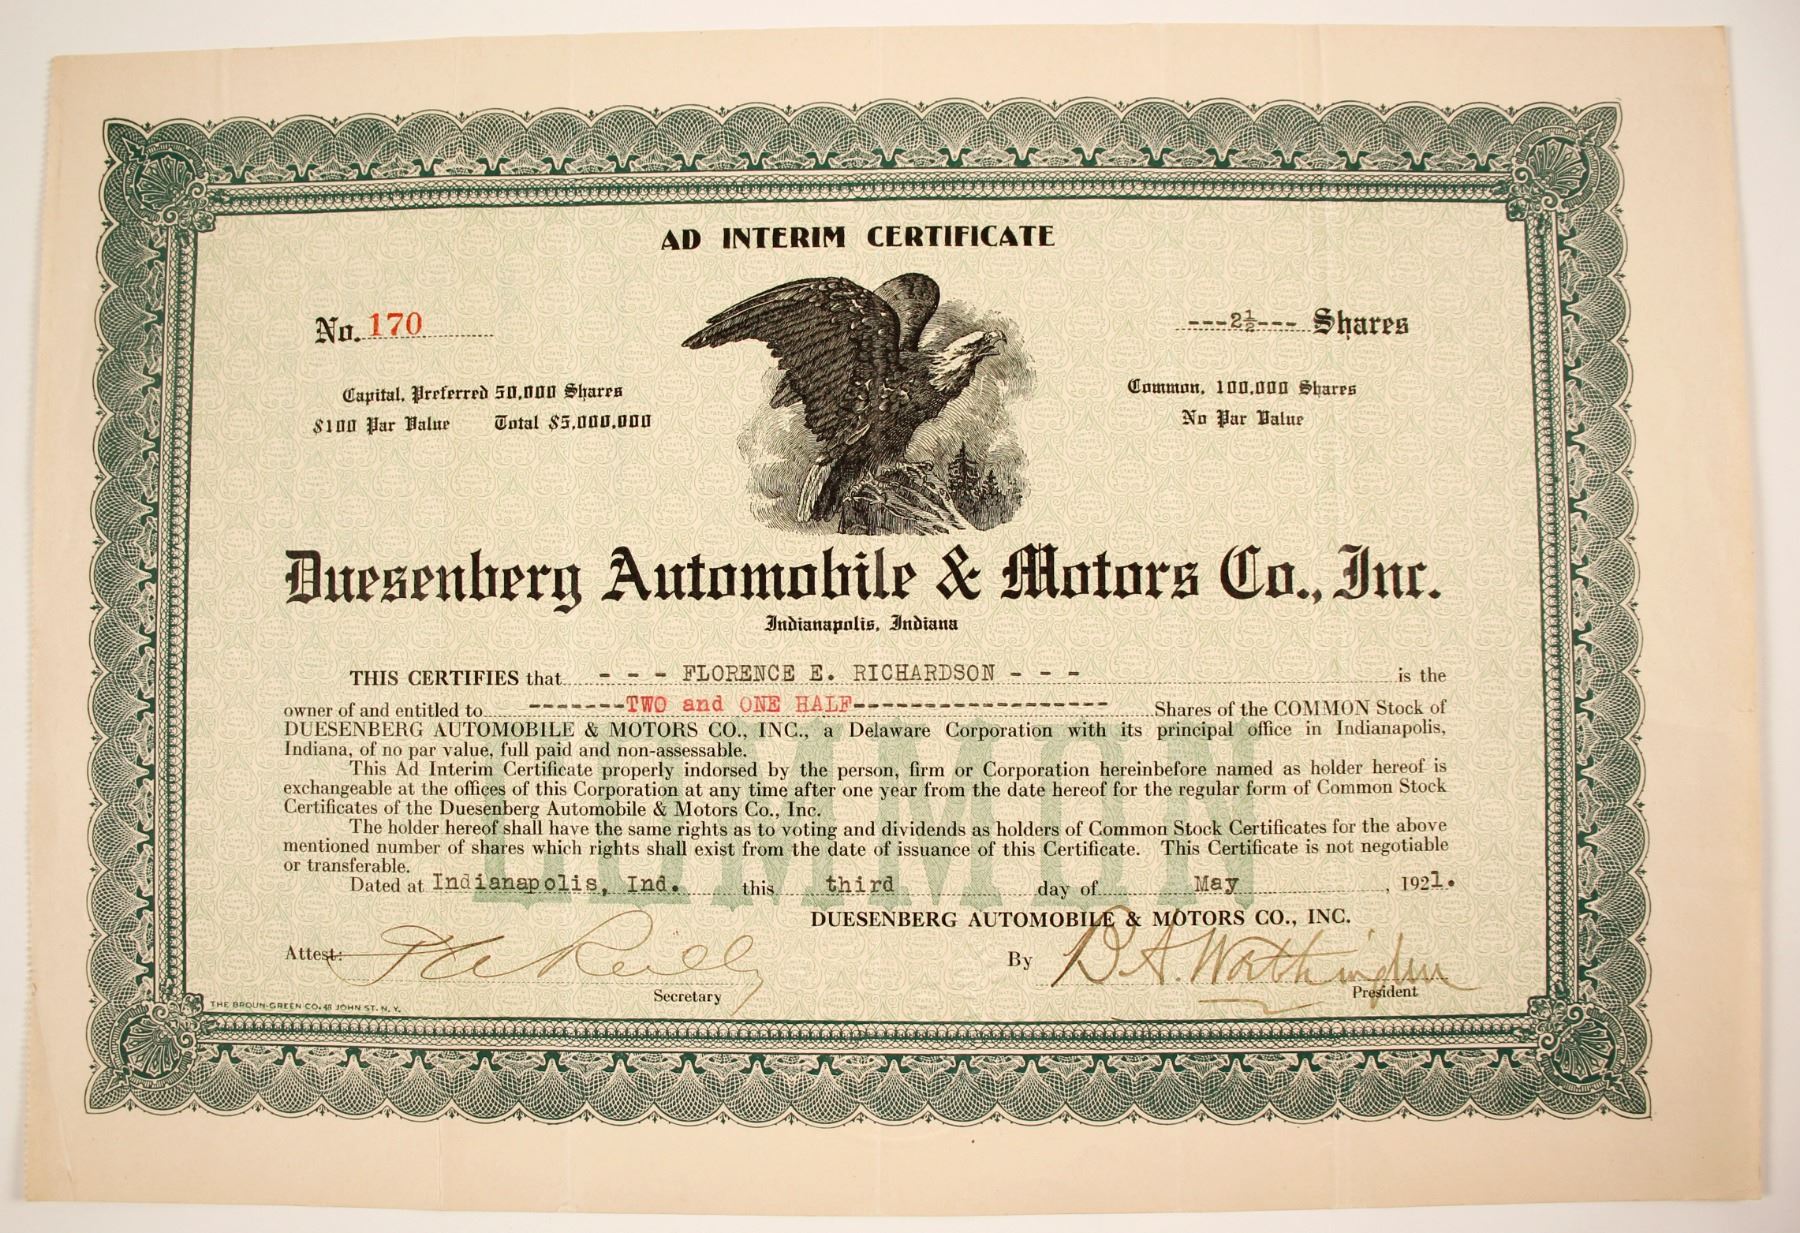 AD INTERIM CERTIFICATE
No. 170
---2½--- Shares
Capital, Preferred 50,000 Shares
$100 Par Value Total $5,000,000
Common, 100,000 Shares
No Par Value
Duesenberg Automobile & Motors Co., Inc.
Indianapolis, Indiana
THIS CERTIFIES that - - - FLORENCE E. RICHARDSON - - - is the
owner of and entitled to -------TWO and ONE HALF------------------ Shares of the COMMON Stock of
DUESENBERG AUTOMOBILE & MOTORS CO., INC., a Delaware Corporation with its principal office in Indianapolis,
Indiana, of no par value, full paid and non-assessable.
This Ad Interim Certificate properly indorsed by the person, firm or Corporation hereinbefore named as holder hereof is
exchangeable at the offices of this Corporation at any time after one year from the date hereof for the regular form of Common Stock
Certificates of the Duesenberg Automobile & Motors Co., Inc.
The holder hereof shall have the same rights as to voting and dividends as holders of Common Stock Certificates for the above
mentioned number of shares which rights shall exist from the date of issuance of this Certificate. This Certificate is not negotiable
or transferable.
COMMON
Dated at Indianapolis, Ind. this third day of May, 1921.
DUESENBERG AUTOMOBILE & MOTORS CO., INC.
Attest: Reilly
Secretary
By B. A. Worthington
President
THE BROUN-GREEN CO. 48 JOHN ST. N. Y.